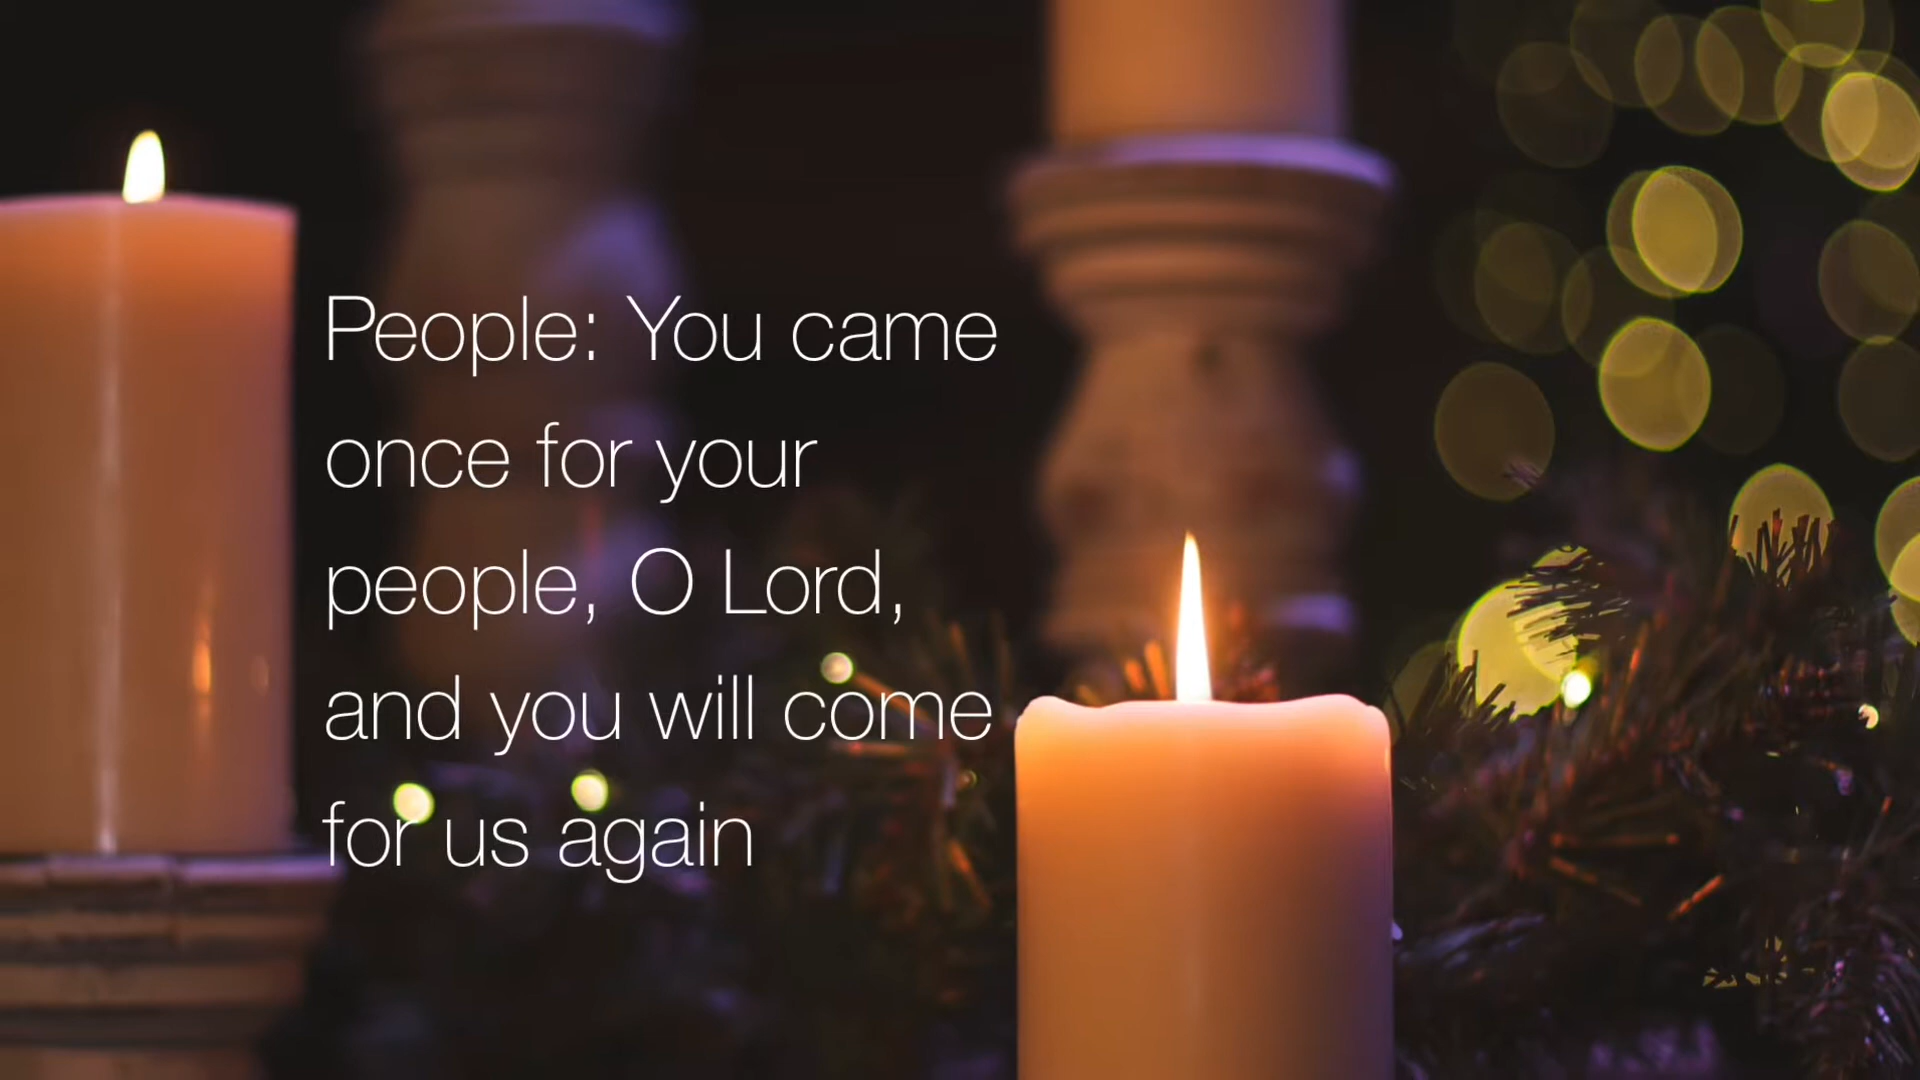 People: You came
once for your
people, O Lord,
and you will come
for us again